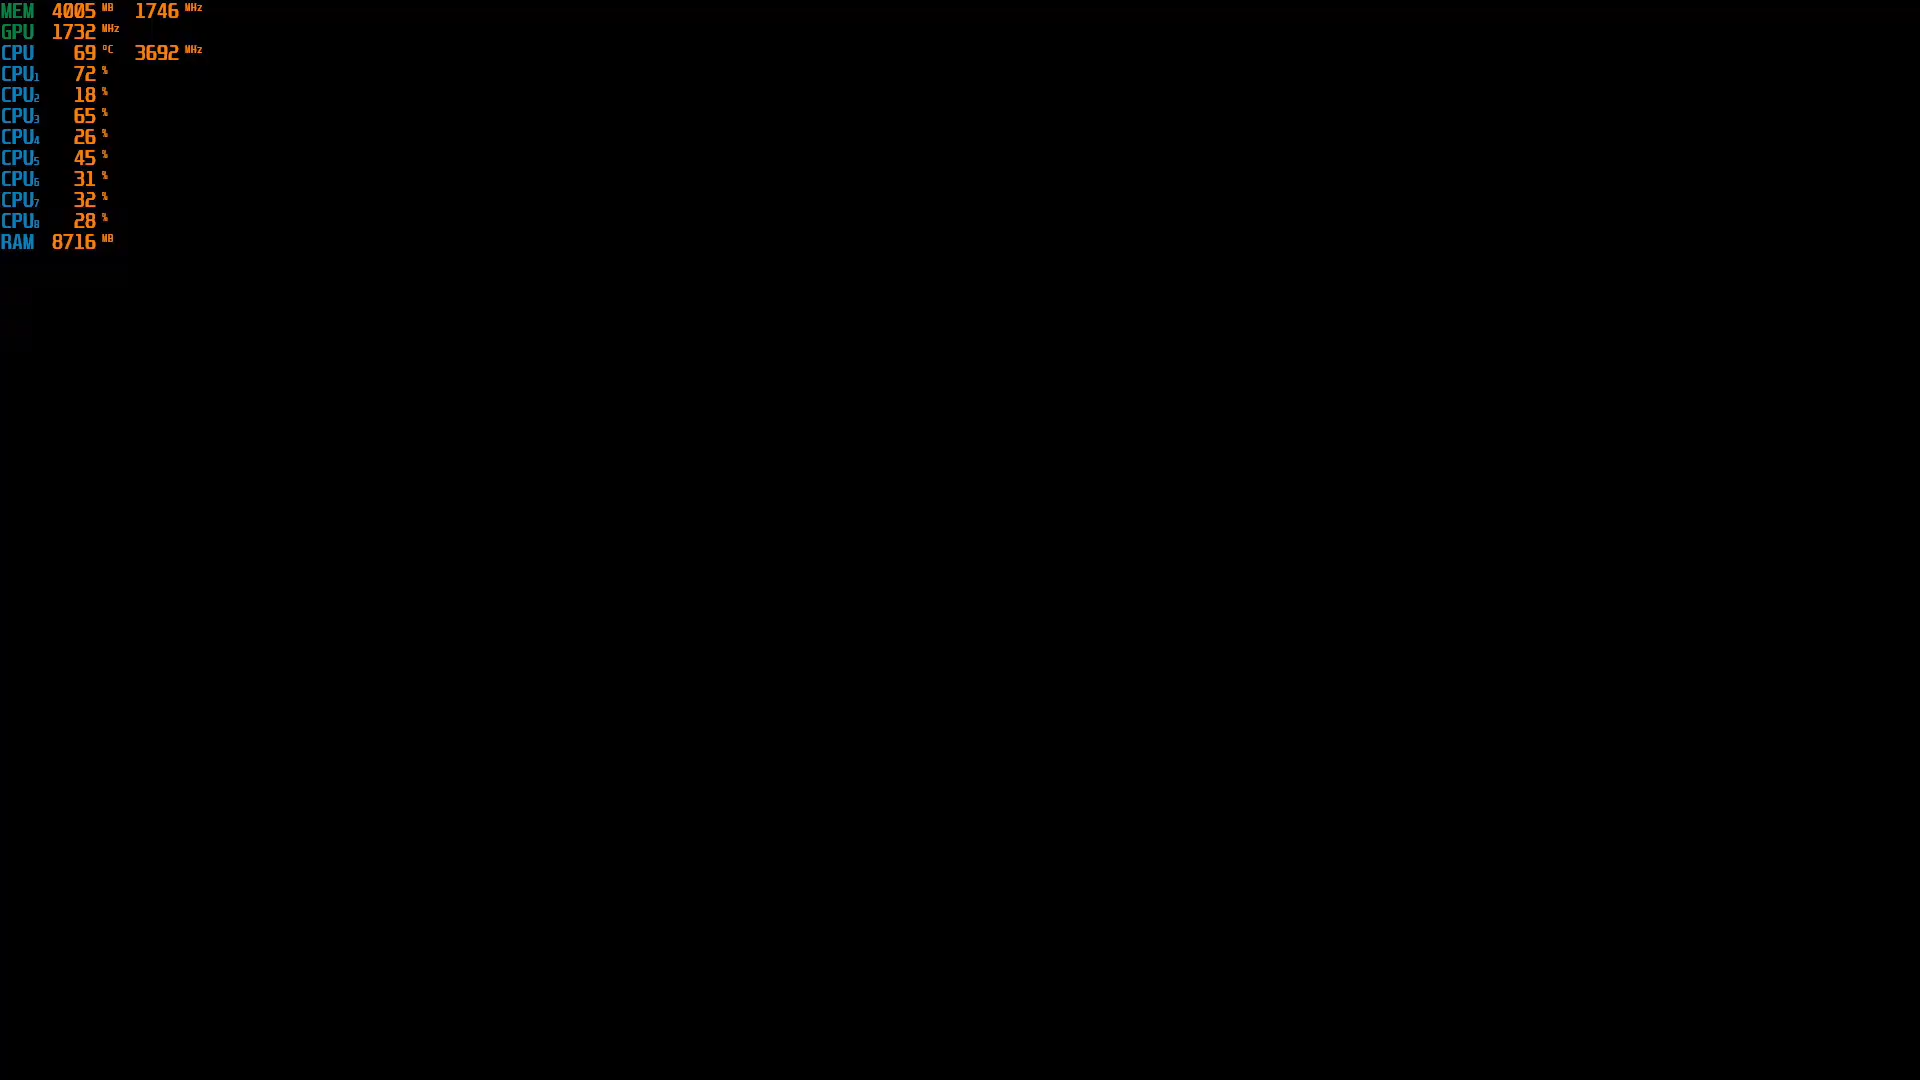 MEM 4005 MB 1746 MHz
GPU 1732 MHz
CPU 69 °C 3692 MHz
CPU1 72 %
CPU2 18 %
CPU3 65 %
CPU4 26 %
CPU5 45 %
CPU6 31 %
CPU7 32 %
CPU8 28 %
RAM 8716 MB